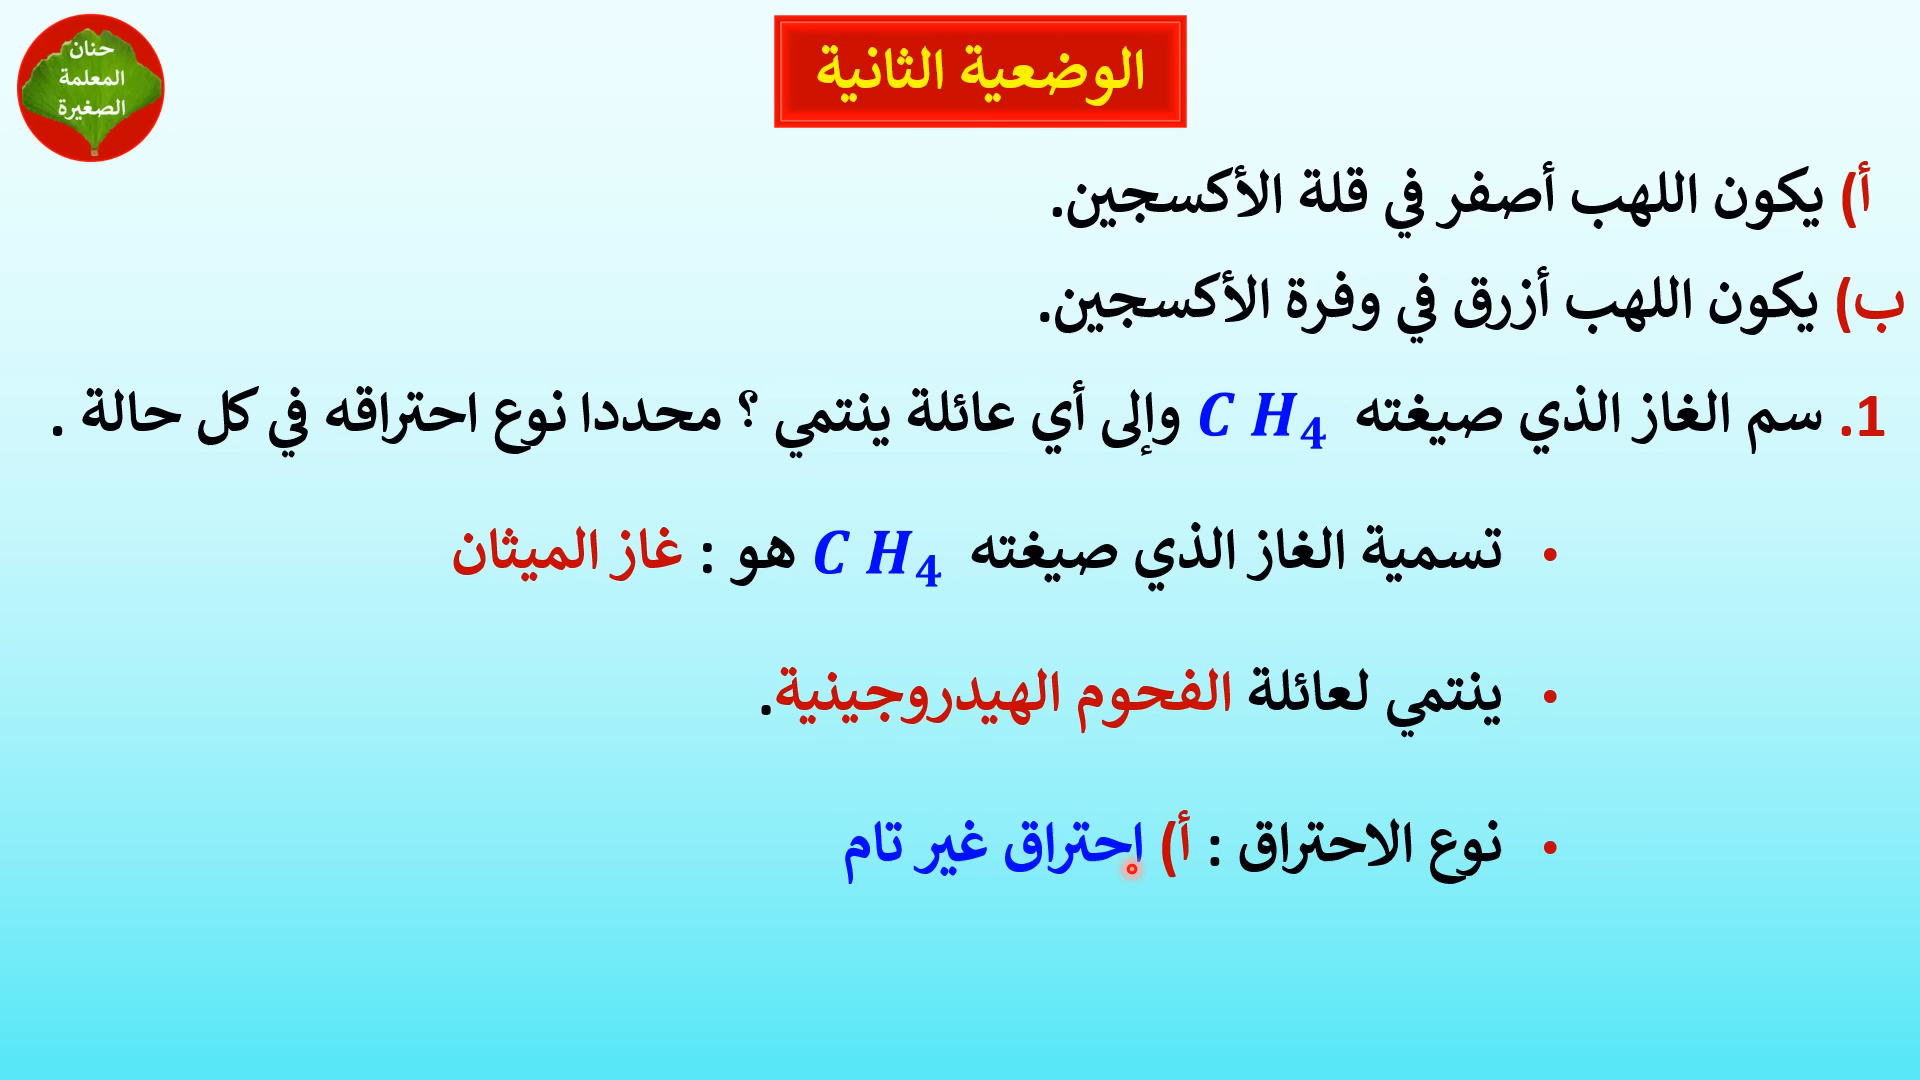 حنان
المعلمة
الصغيرة
الوضعية الثانية
أ) يكون اللهب أصفر في قلة الأكسجين.
ب) يكون اللهب أزرق في وفرة الأكسجين.
1. سم الغاز الذي صيغته C H₄ وإلى أي عائلة ينتمي ؟ محددا نوع احتراقه في كل حالة .
• تسمية الغاز الذي صيغته C H₄ هو : غاز الميثان
• ينتمي لعائلة الفحوم الهيدروجينية.
• نوع الاحتراق : أ) احتراق غير تام